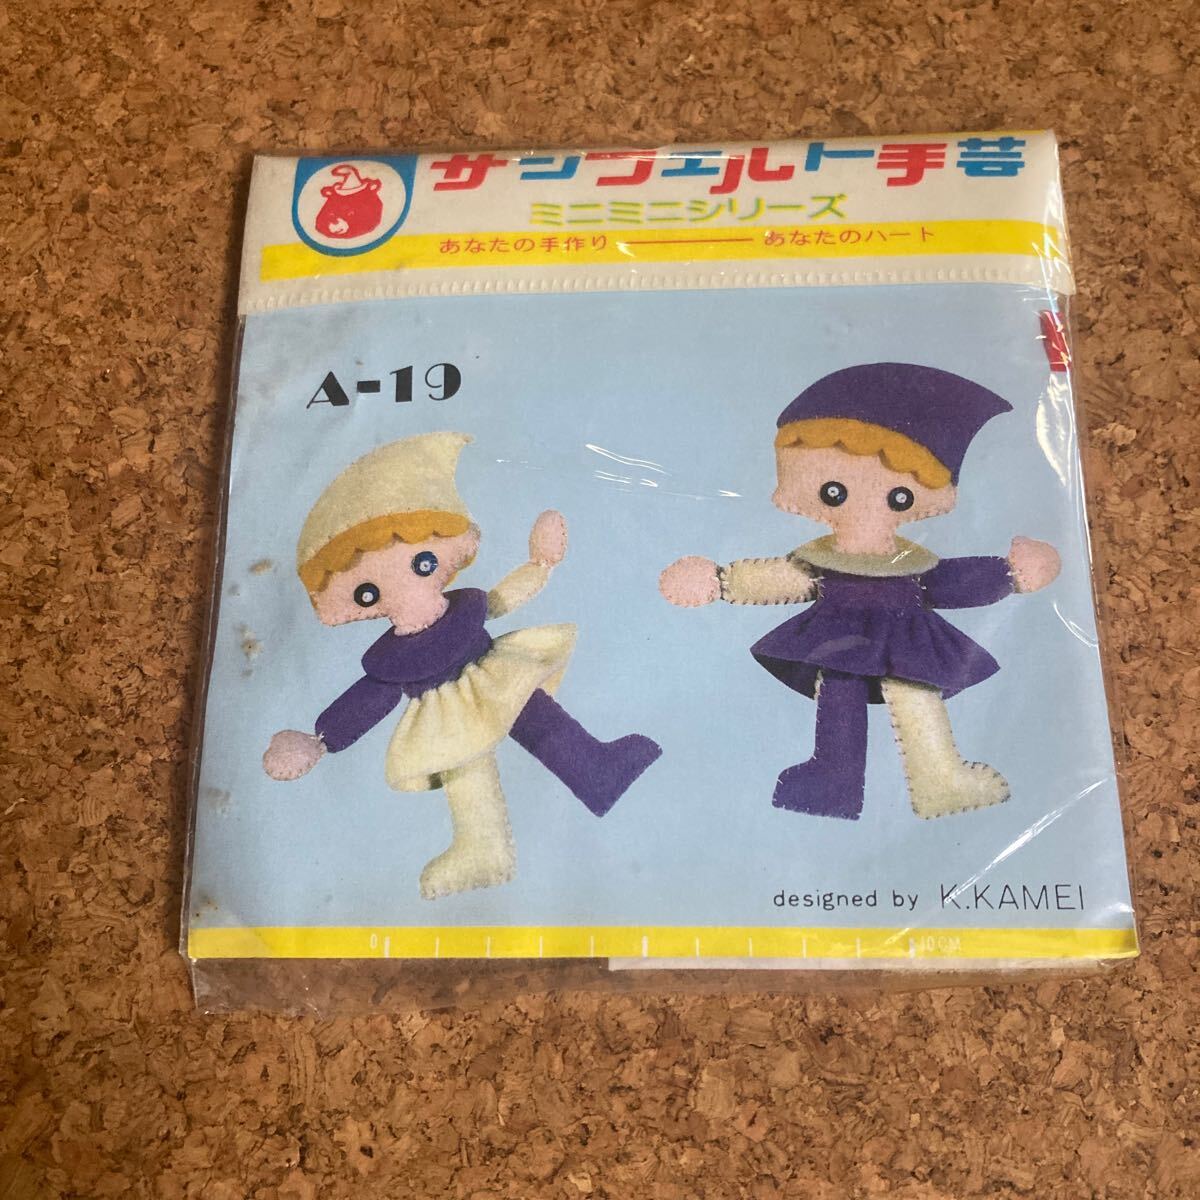 サンフェルト手芸
ミニミニシリーズ
あなたの手作り ——— あなたのハート
A-19
designed by K.KAMEI
0 10CM